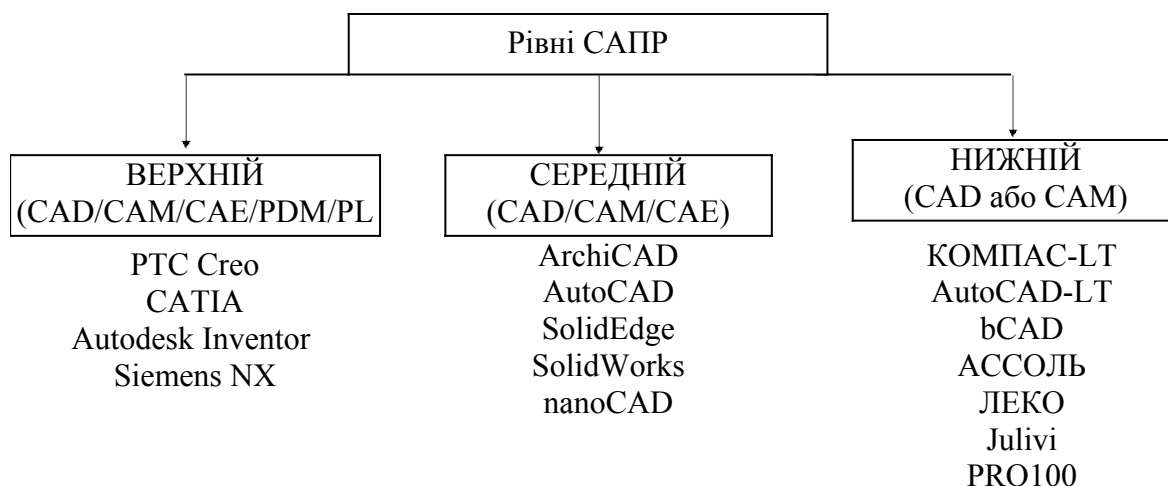 Рівні САПР
ВЕРХНІЙ
(CAD/CAM/CAE/PDM/PL
PTC Creo
CATIA
Autodesk Inventor
Siemens NX
СЕРЕДНІЙ
(CAD/CAM/CAE)
ArchiCAD
AutoCAD
SolidEdge
SolidWorks
nanoCAD
НИЖНІЙ
(CAD або CAM)
КОМПАС-LT
AutoCAD-LT
bCAD
АССОЛЬ
ЛЕКО
Julivi
PRO100